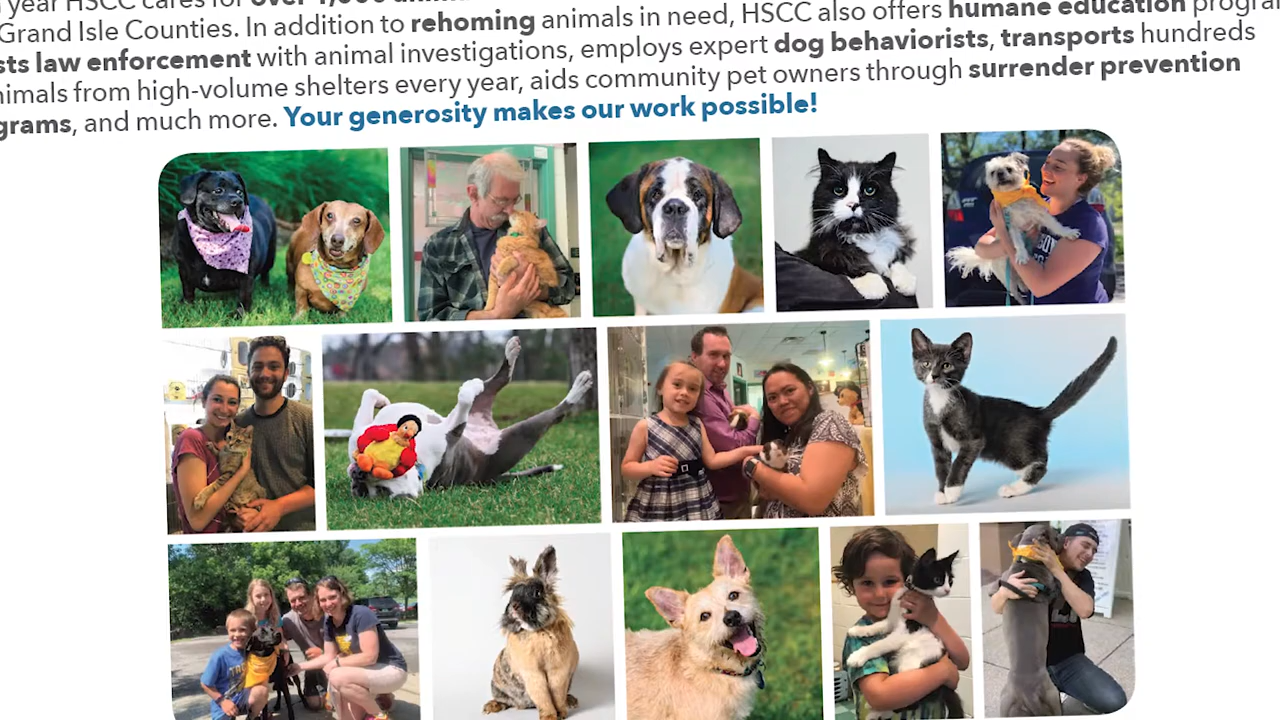 year HSCC cares for over
Grand Isle Counties. In addition to rehoming animals in need, HSCC also offers humane education
law enforcement with animal investigations, employs expert dog behaviorists, transports hundreds
from high-volume shelters every year, aids community pet owners through surrender prevention
and much more. Your generosity makes our work possible!